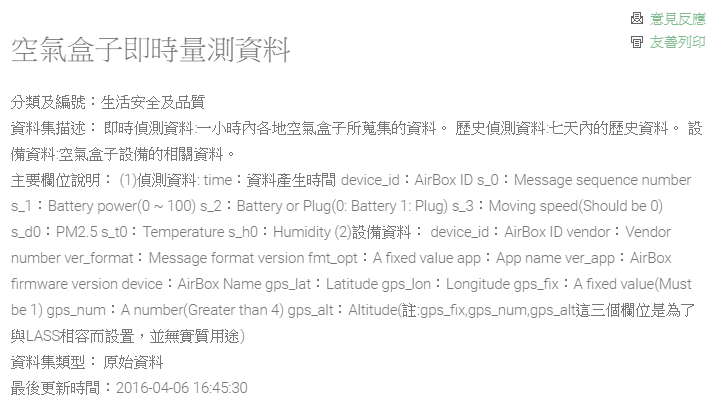 意見反應
友善列印
空氣盒子即時量測資料
分類及編號：生活安全及品質
資料集描述： 即時偵測資料:一小時內各地空氣盒子所蒐集的資料。 歷史偵測資料:七天內的歷史資料。 設
備資料:空氣盒子設備的相關資料。
主要欄位說明： (1)偵測資料: time：資料產生時間 device_id：AirBox ID s_0：Message sequence number
s_1：Battery power(0 ~ 100) s_2：Battery or Plug(0: Battery 1: Plug) s_3：Moving speed(Should be 0)
s_d0：PM2.5 s_t0：Temperature s_h0：Humidity (2)設備資料： device_id：AirBox ID vendor：Vendor
number ver_format：Message format version fmt_opt：A fixed value app：App name ver_app：AirBox
firmware version device：AirBox Name gps_lat：Latitude gps_lon：Longitude gps_fix：A fixed value(Must
be 1) gps_num：A number(Greater than 4) gps_alt：Altitude(註:gps_fix,gps_num,gps_alt這三個欄位是為了
與LASS相容而設置，並無實質用途)
資料集類型： 原始資料
最後更新時間：2016-04-06 16:45:30